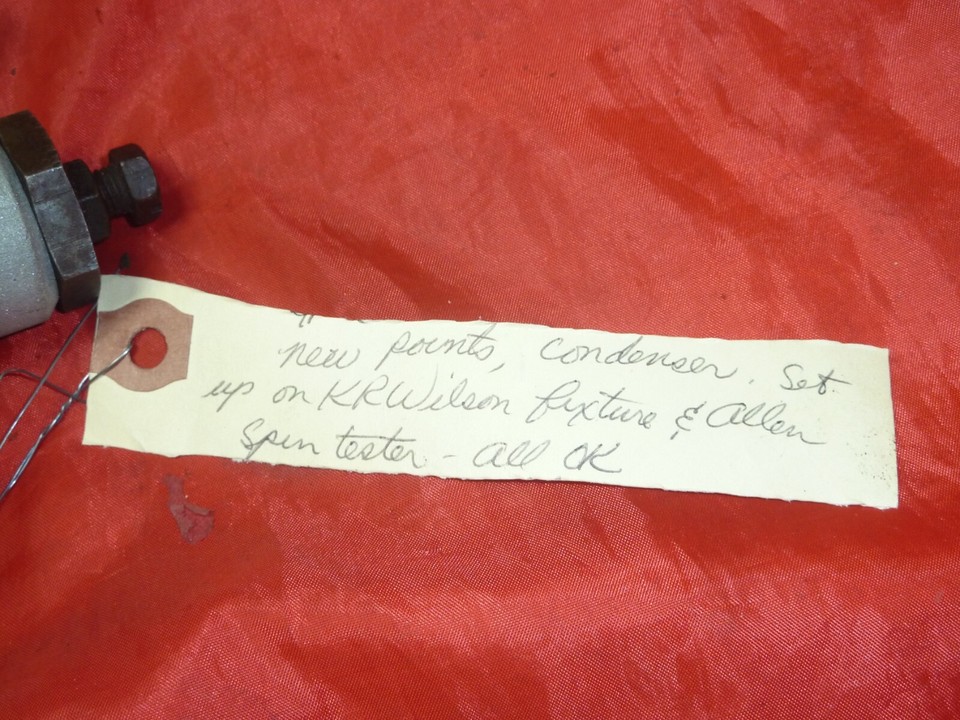 new points, condenser. Set
up on KRWilson fixture & Allen
Spin tester - all OK